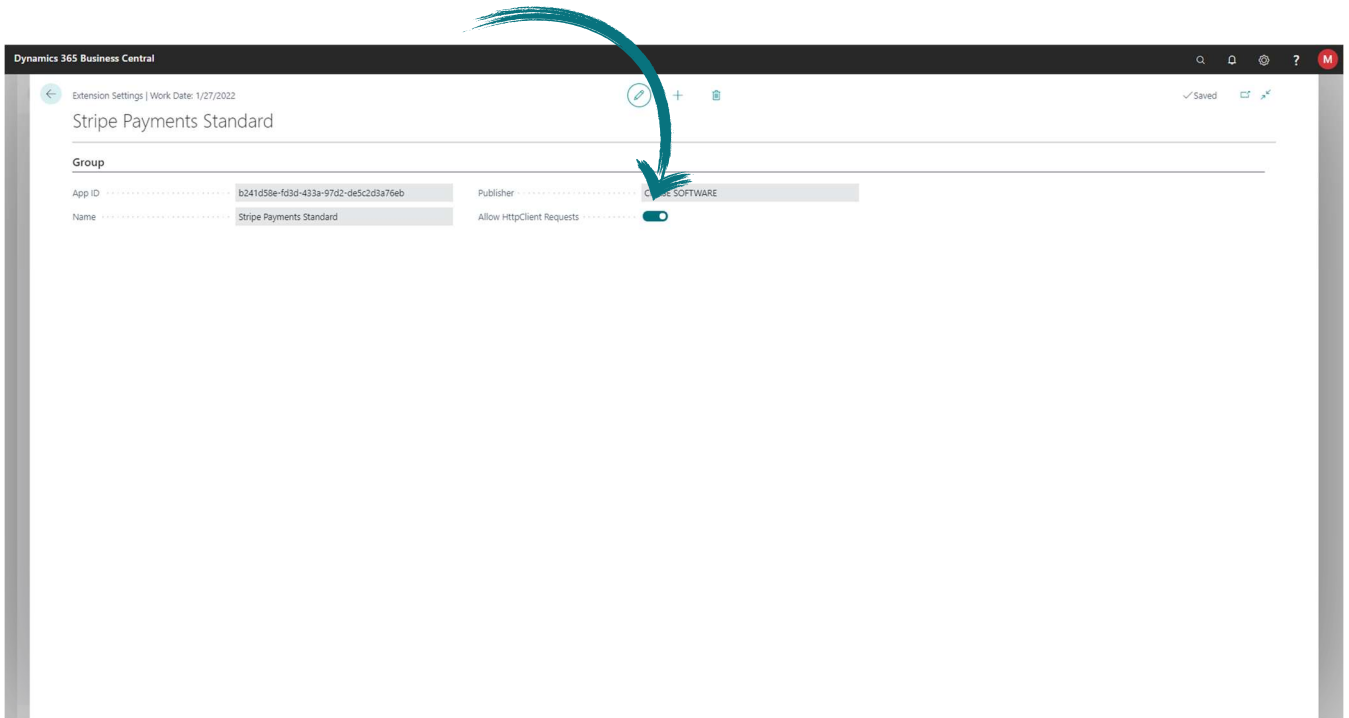 Dynamics 365 Business Central
? M
Extension Settings | Work Date: 1/27/2022
Saved
Stripe Payments Standard
Group
App ID b241d58e-fd3d-433a-97d2-de5c2d3a76eb Publisher SOFTWARE
Name Stripe Payments Standard Allow HttpClient Requests